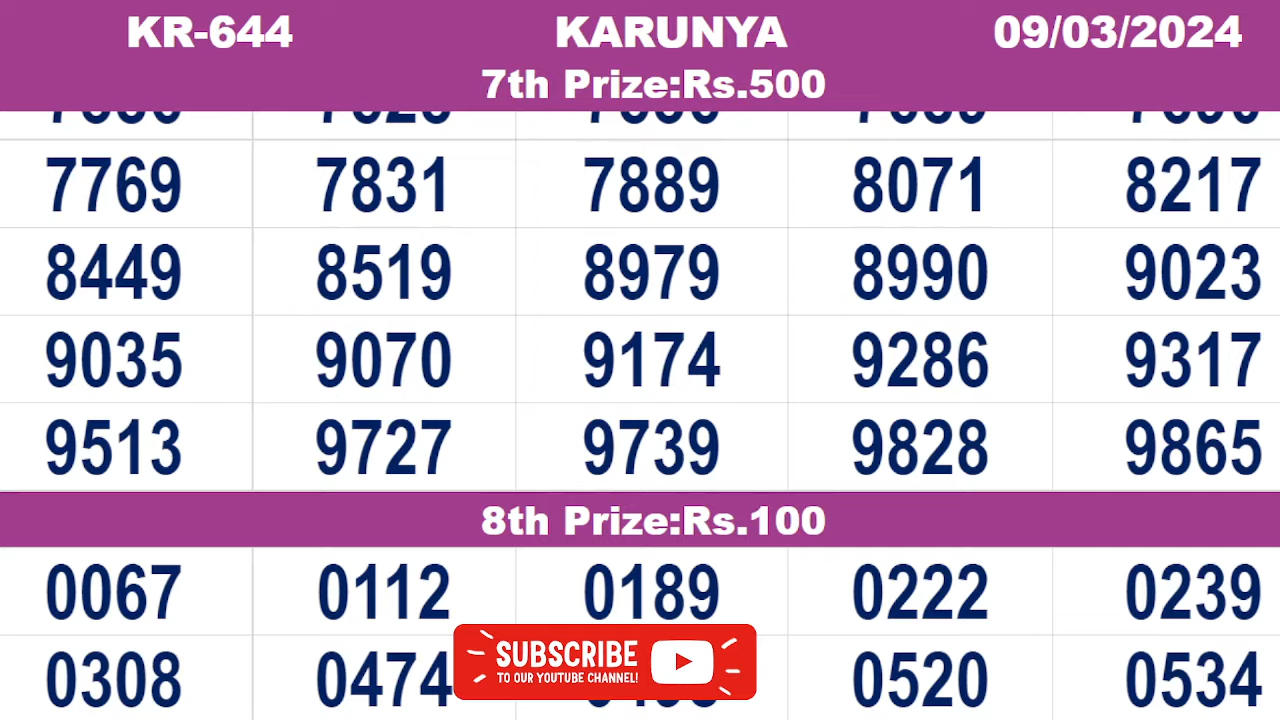 KR-644 KARUNYA 09/03/2024
7th Prize:Rs.500
7769 7831 7889 8071 8217
8449 8519 8979 8990 9023
9035 9070 9174 9286 9317
9513 9727 9739 9828 9865
8th Prize:Rs.100
0067 0112 0189 0222 0239
0308 0474 0520 0534
SUBSCRIBE
TO OUR YOUTUBE CHANNEL!